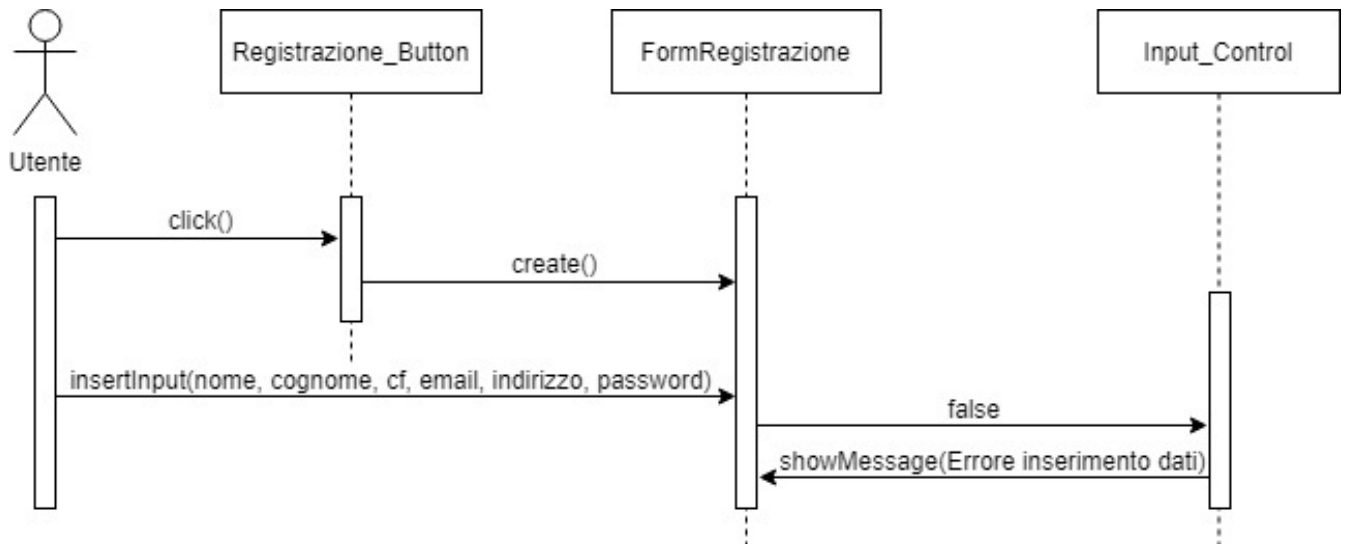 Registrazione_Button
FormRegistrazione
Input_Control
Utente
click()
create()
insertInput(nome, cognome, cf, email, indirizzo, password)
false
showMessage(Errore inserimento dati)